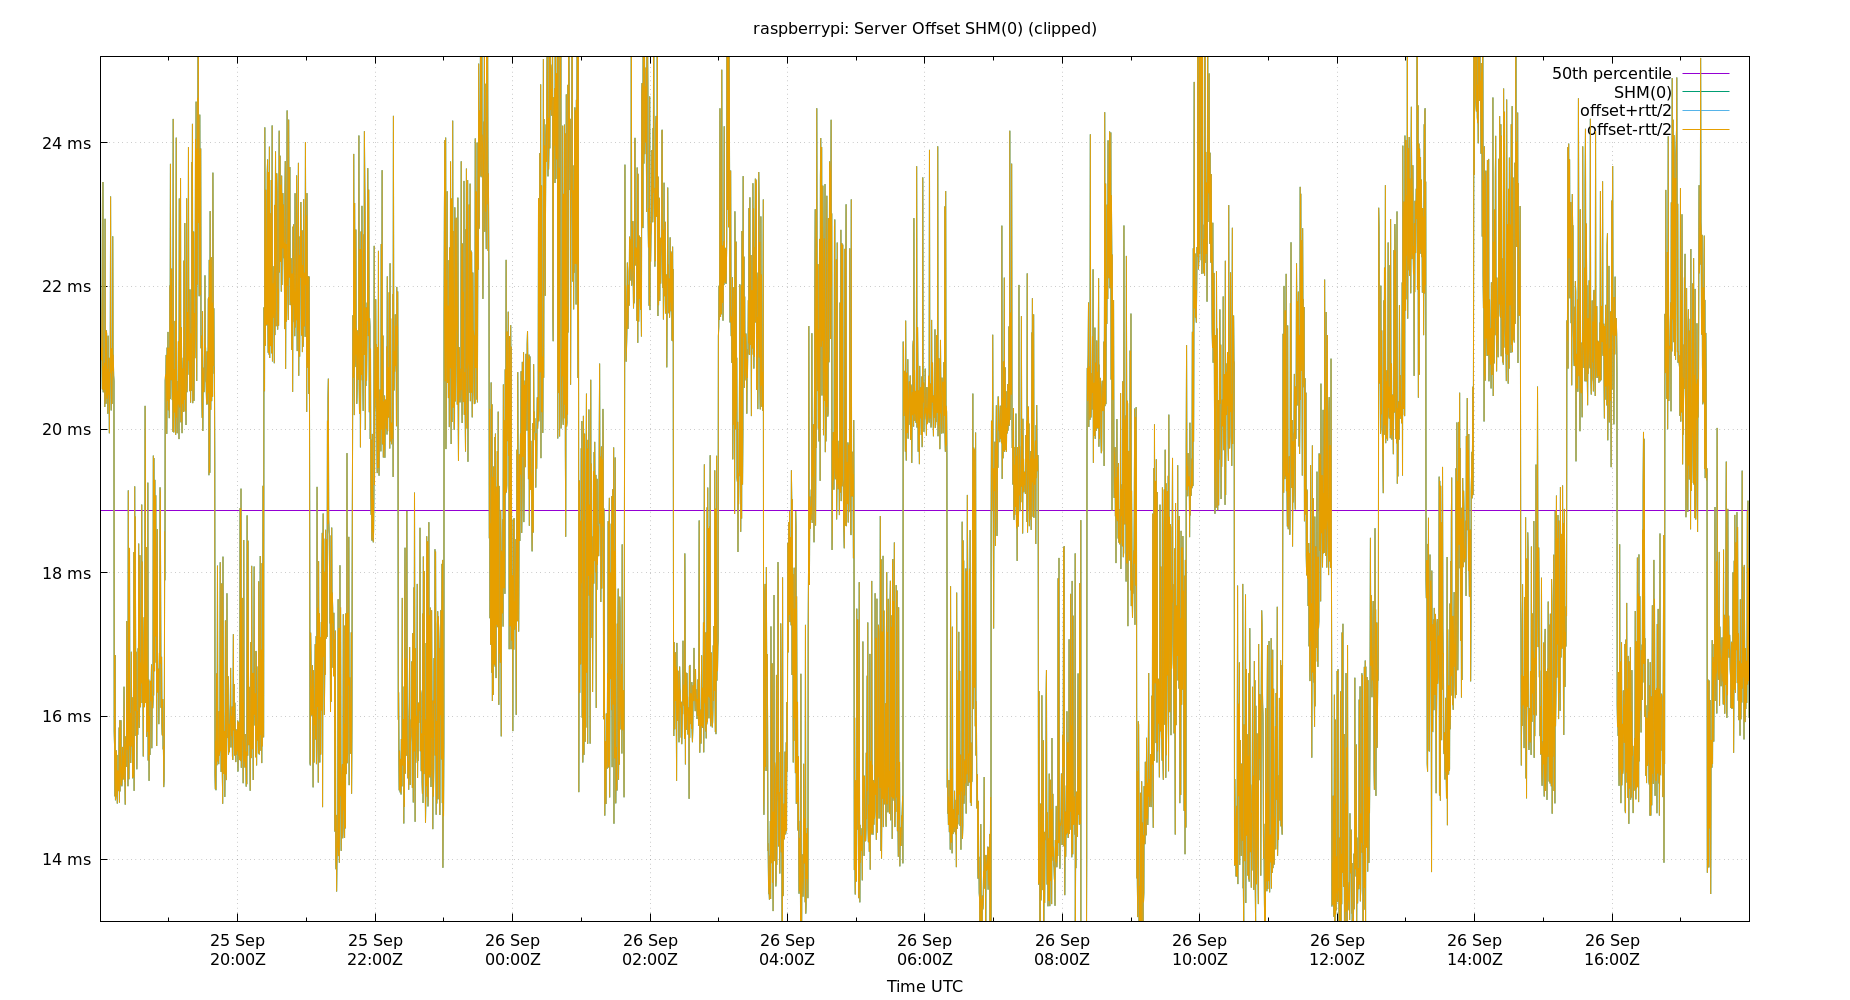 raspberrypi: Server Offset SHM(0) (clipped)
50th percentile
SHM(0)
offset+rtt/2
offset-rtt/2
24 ms
22 ms
20 ms
18 ms
16 ms
14 ms
25 Sep 25 Sep 26 Sep 26 Sep 26 Sep 26 Sep 26 Sep 26 Sep 26 Sep 26 Sep 26 Sep
20:00Z 22:00Z 00:00Z 02:00Z 04:00Z 06:00Z 08:00Z 10:00Z 12:00Z 14:00Z 16:00Z
Time UTC